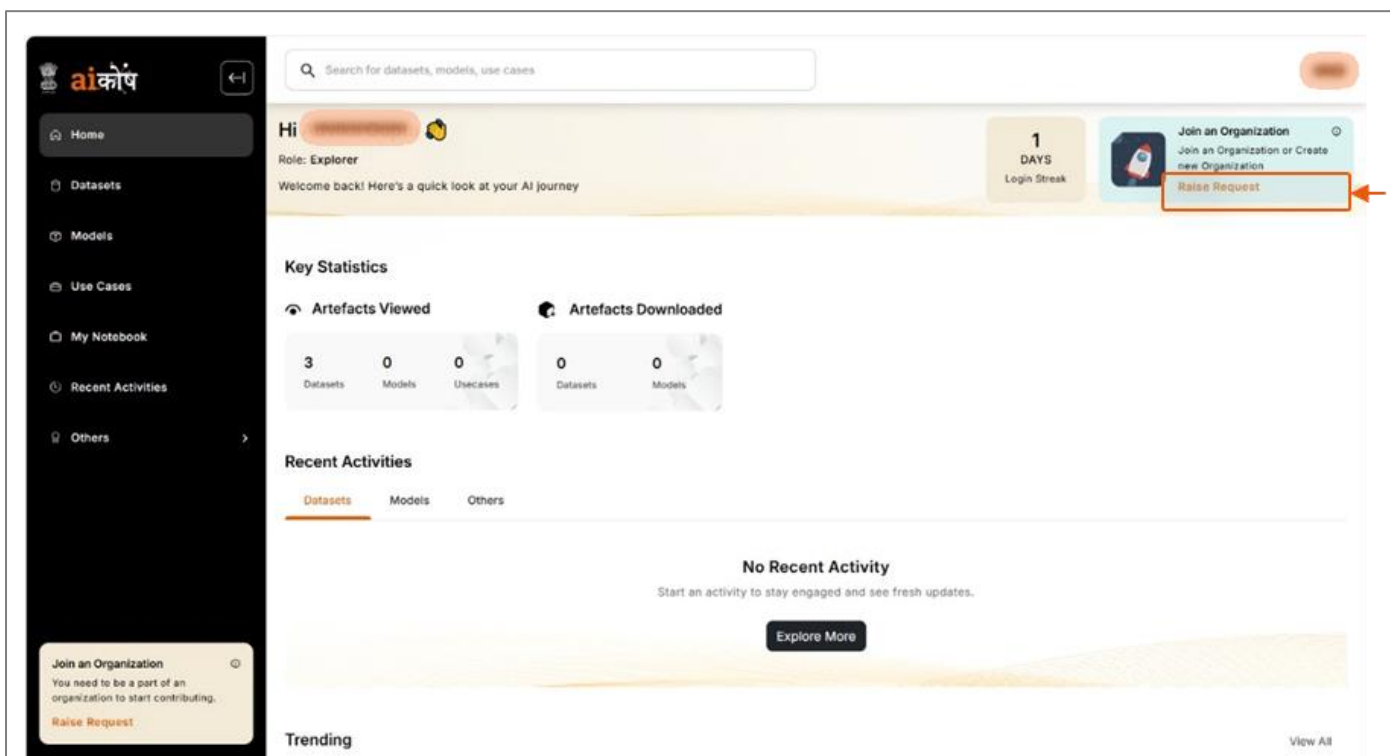 aiकोष
Home
Datasets
Models
Use Cases
My Notebook
Recent Activities
Others
Join an Organization
You need to be a part of an
organization to start contributing.
Raise Request
Search for datasets, models, use cases
Hi
Role: Explorer
Welcome back! Here's a quick look at your AI journey
1
DAYS
Login Streak
Join an Organization
Join an Organization or Create
new Organization
Raise Request
Key Statistics
Artefacts Viewed
3 0 0
Datasets Models Usecases
Artefacts Downloaded
0 0
Datasets Models
Recent Activities
Datasets Models Others
No Recent Activity
Start an activity to stay engaged and see fresh updates.
Explore More
Trending View All